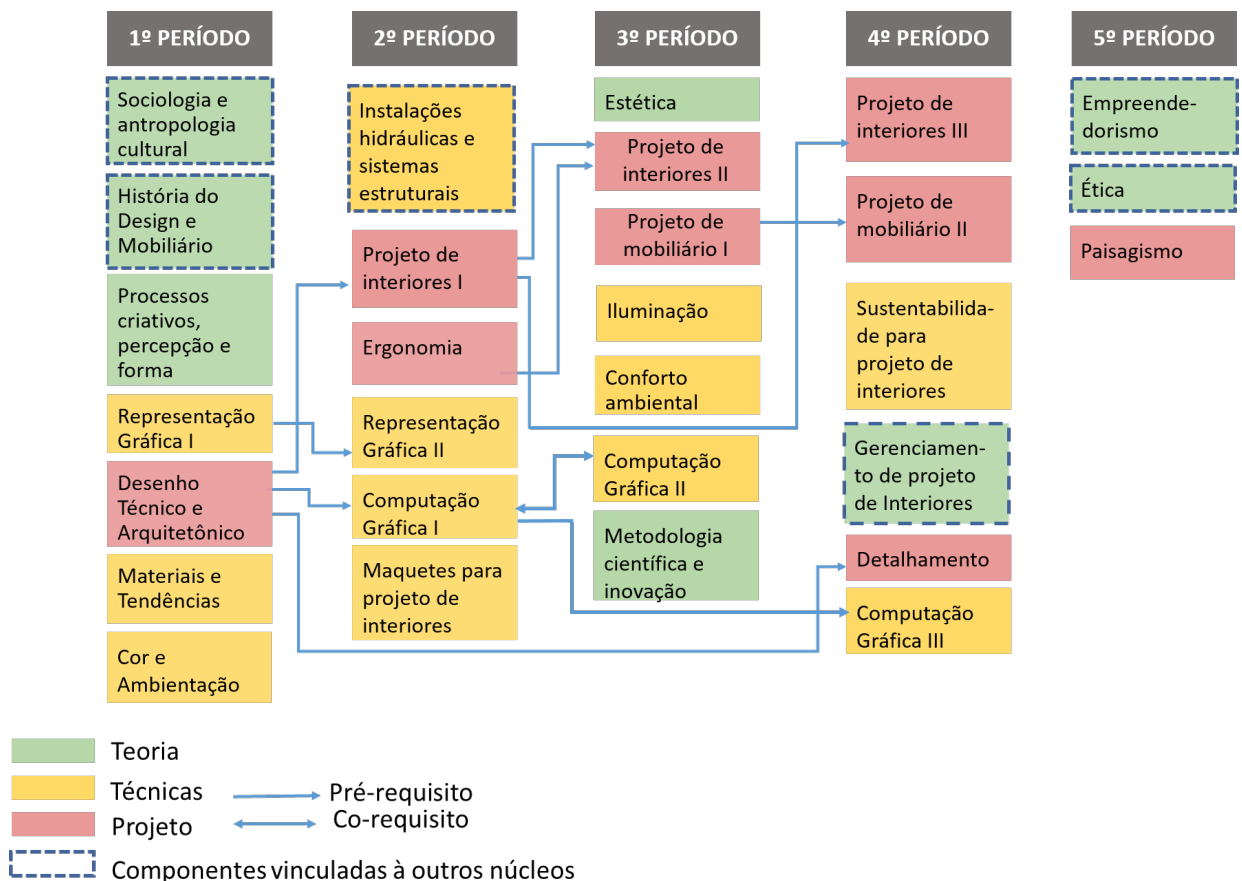 1º PERÍODO
Sociologia e
antropologia
cultural
História do
Design e
Mobiliário
Processos
criativos,
percepção e
forma
Representação
Gráfica I
Desenho
Técnico e
Arquitetônico
Materiais e
Tendências
Cor e
Ambientação
2º PERÍODO
Instalações
hidráulicas e
sistemas
estruturais
Projeto de
interiores I
Ergonomia
Representação
Gráfica II
Computação
Gráfica I
Maquetes para
projeto de
interiores
3º PERÍODO
Estética
Projeto de
interiores II
Projeto de
mobiliário I
Iluminação
Conforto
ambiental
Computação
Gráfica II
Metodologia
científica e
inovação
4º PERÍODO
Projeto de
interiores III
Projeto de
mobiliário II
Sustentabilida-
de para
projeto de
interiores
Gerenciamen-
to de projeto
de Interiores
Detalhamento
Computação
Gráfica III
5º PERÍODO
Empreende-
dorismo
Ética
Paisagismo
Teoria
Técnicas
Projeto
Pré-requisito
Co-requisito
Componentes vinculadas à outros núcleos